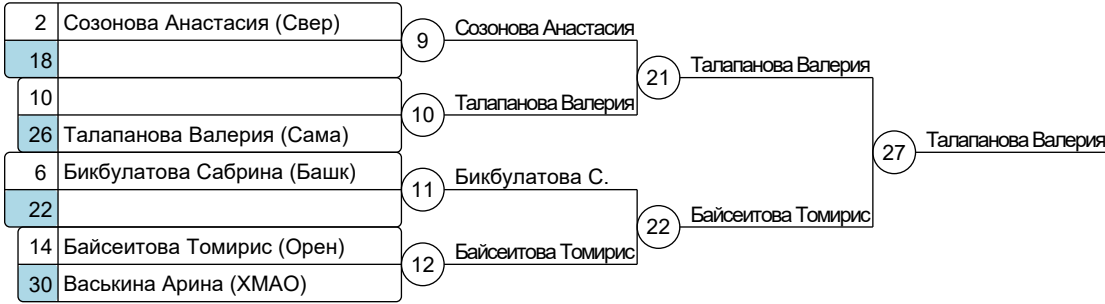 2 Созонова Анастасия (Свер)
18
10
26 Талапанова Валерия (Сама)
6 Бикбулатова Сабрина (Башк)
22
14 Байсеитова Томирис (Орен)
30 Васькина Арина (ХМАО)
9 Созонова Анастасия
10 Талапанова Валерия
11 Бикбулатова С.
12 Байсеитова Томирис
21 Талапанова Валерия
22 Байсеитова Томирис
27 Талапанова Валерия